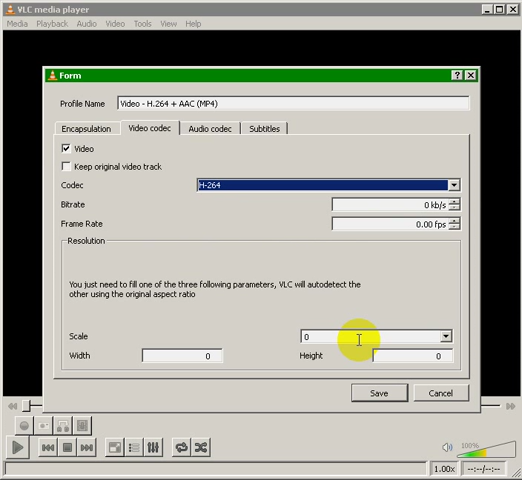 VLC media player
Media Playback Audio Video Tools View Help
Form
Profile Name Video - H.264 + AAC (MP4)
Encapsulation Video codec Audio codec Subtitles
Video
Keep original video track
Codec H-264
Bitrate 0 kb/s
Frame Rate 0.00 fps
Resolution
You just need to fill one of the three following parameters, VLC will autodetect the
other using the original aspect ratio
Scale 0
Width 0 Height 0
Save Cancel
100%
1.00x --:--/--:--